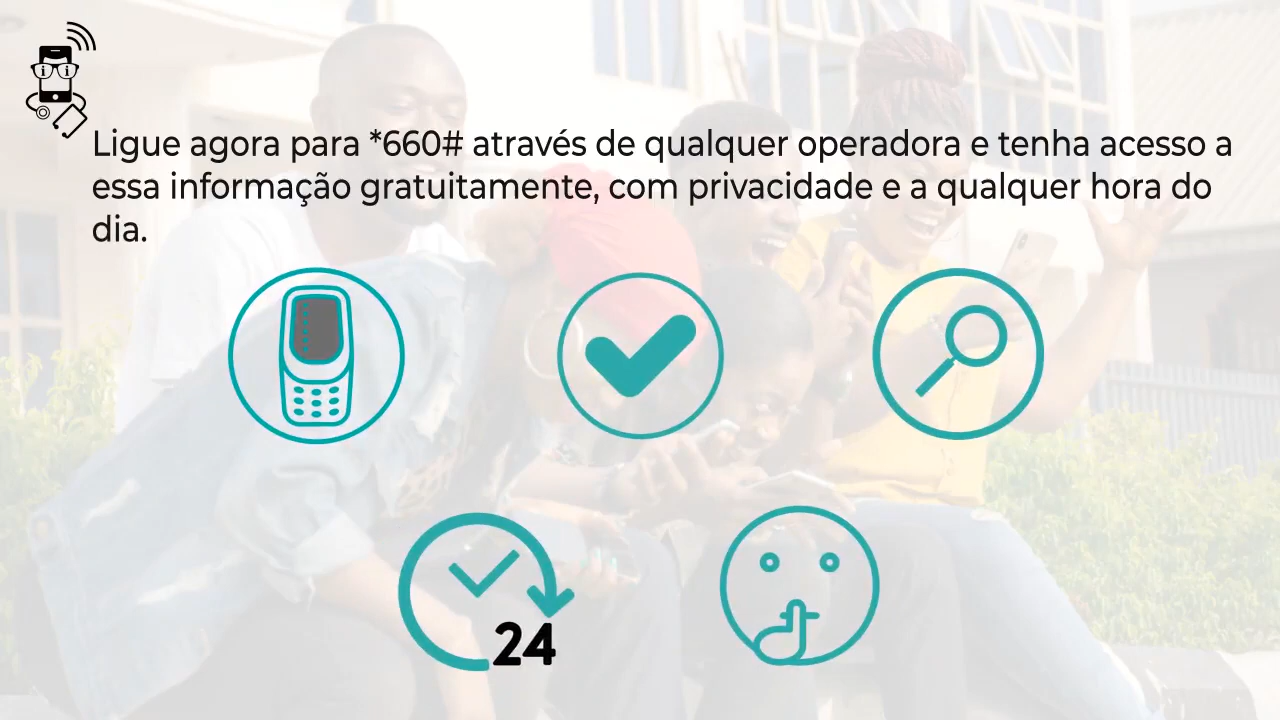 Ligue agora para *660# através de qualquer operadora e tenha acesso a
essa informação gratuitamente, com privacidade e a qualquer hora do
dia.
24